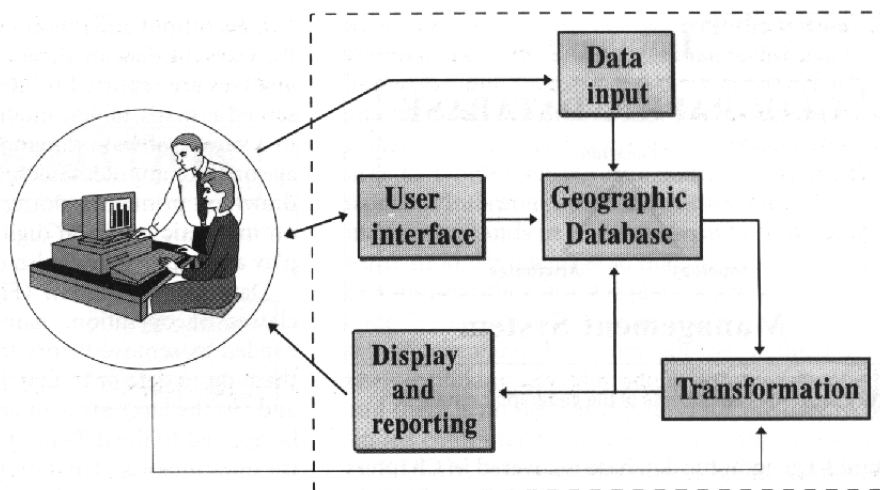 Data
input
User
interface
Geographic
Database
Display
and
reporting
Transformation